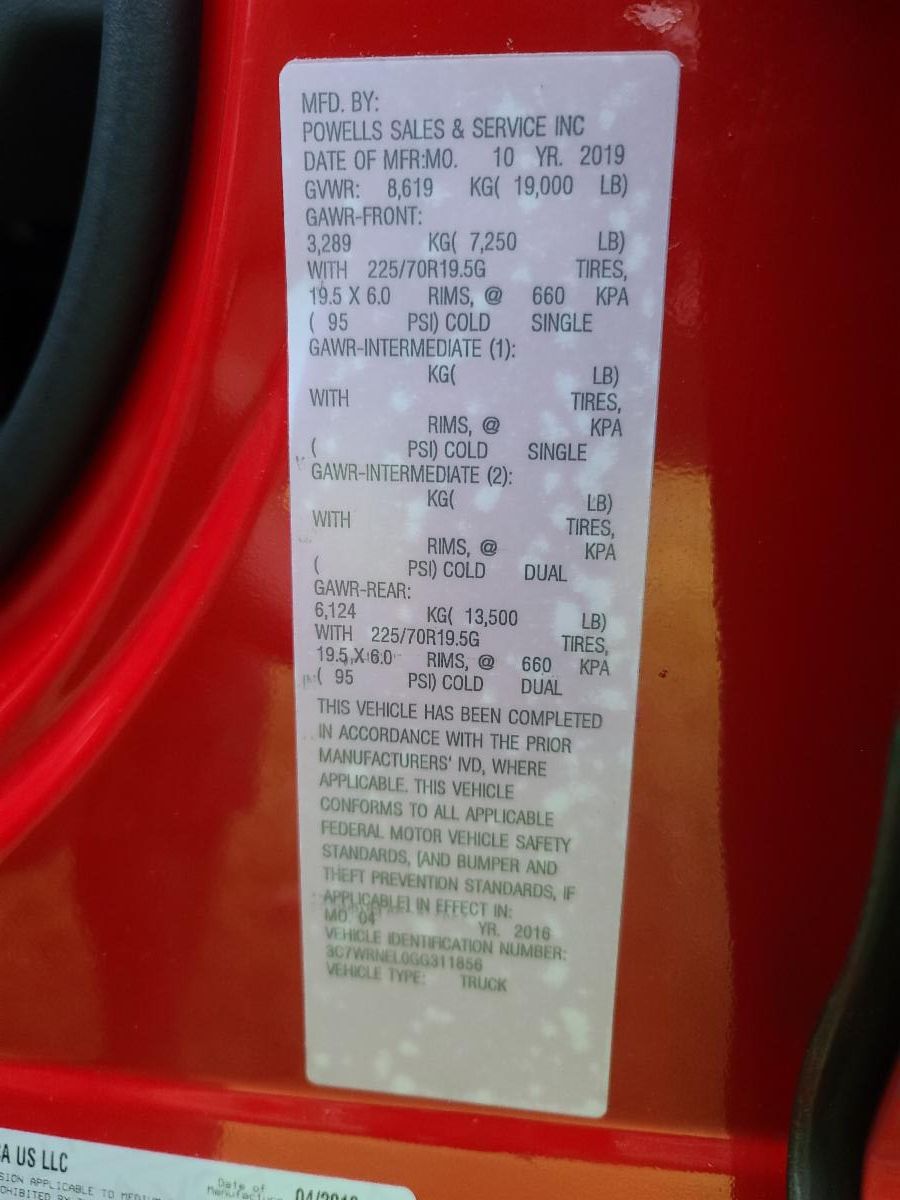 MFD. BY:
POWELLS SALES & SERVICE INC
DATE OF MFR:MO. 10 YR. 2019
GVWR: 8,619 KG( 19,000 LB)
GAWR-FRONT:
3,289 KG( 7,250 LB)
WITH 225/70R19.5G TIRES,
19.5 X 6.0 RIMS, @ 660 KPA
( 95 PSI) COLD SINGLE
GAWR-INTERMEDIATE (1):
KG( LB)
WITH TIRES,
RIMS, @ KPA
( PSI) COLD SINGLE
GAWR-INTERMEDIATE (2):
KG( LB)
WITH TIRES,
RIMS, @ KPA
( PSI) COLD DUAL
GAWR-REAR:
6,124 KG( 13,500 LB)
WITH 225/70R19.5G TIRES,
19.5 X 6.0 RIMS, @ 660 KPA
( 95 PSI) COLD DUAL
THIS VEHICLE HAS BEEN COMPLETED
IN ACCORDANCE WITH THE PRIOR
MANUFACTURERS' IVD, WHERE
APPLICABLE. THIS VEHICLE
CONFORMS TO ALL APPLICABLE
FEDERAL MOTOR VEHICLE SAFETY
STANDARDS, [AND BUMPER AND
THEFT PREVENTION STANDARDS, IF
APPLICABLE] IN EFFECT IN:
MO 04 YR. 2016
VEHICLE IDENTIFICATION NUMBER:
3C7WRNEL0GG311856
VEHICLE TYPE: TRUCK
A US LLC
SION APPLICABLE TO
Date of
04/